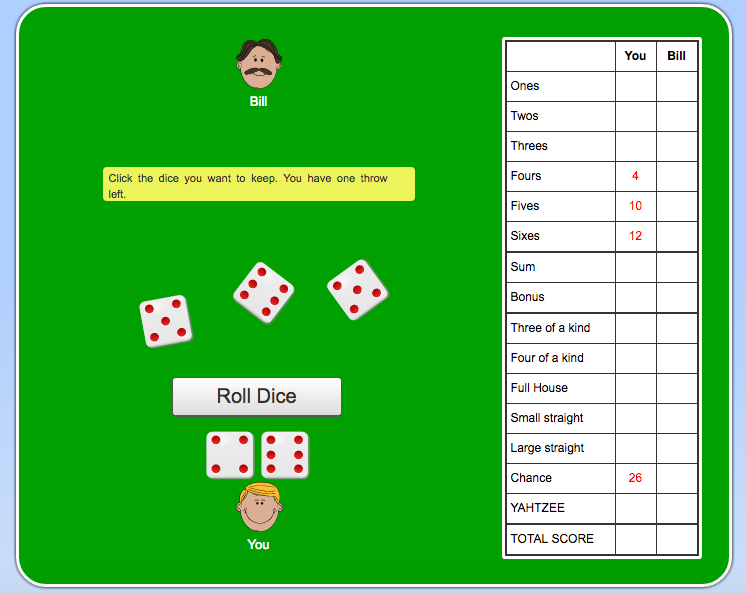 Bill
Click the dice you want to keep. You have one throw
left.
Roll Dice
You
You Bill
Ones
Twos
Threes
Fours 4
Fives 10
Sixes 12
Sum
Bonus
Three of a kind
Four of a kind
Full House
Small straight
Large straight
Chance 26
YAHTZEE
TOTAL SCORE